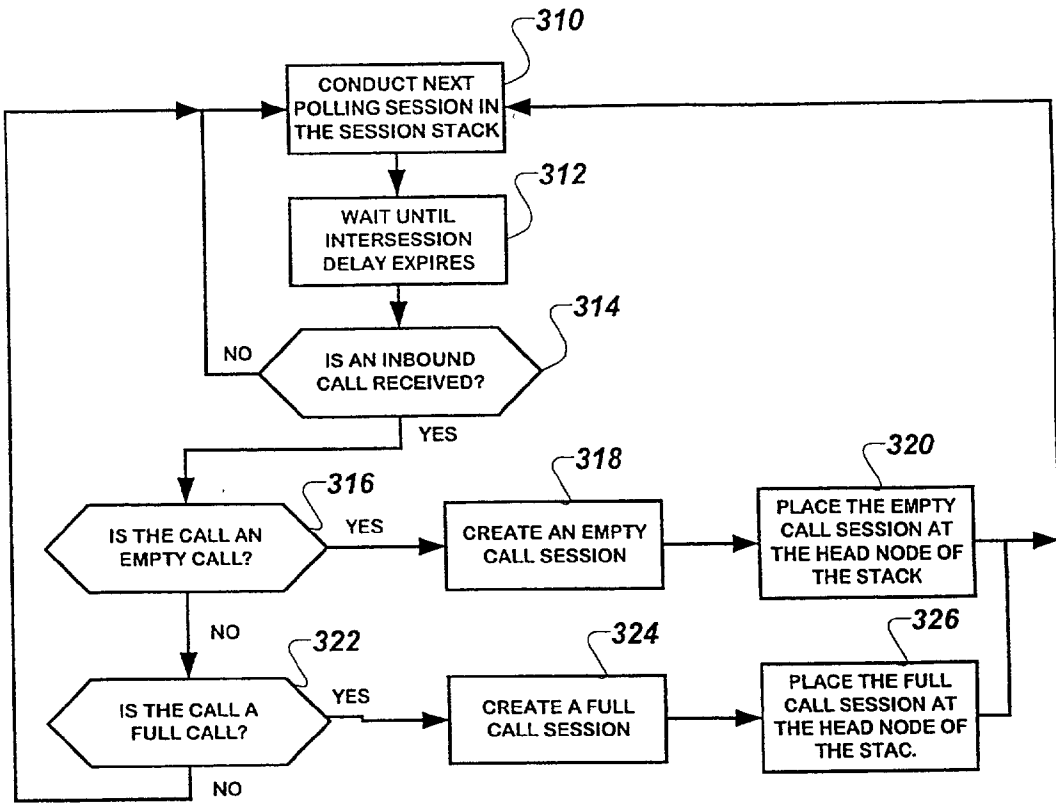 310
CONDUCT NEXT
POLLING SESSION IN
THE SESSION STACK
312
WAIT UNTIL
INTERSESSION
DELAY EXPIRES
314
NO
IS AN INBOUND
CALL RECEIVED?
YES
316
IS THE CALL AN
EMPTY CALL?
YES
318
CREATE AN EMPTY
CALL SESSION
320
PLACE THE EMPTY
CALL SESSION AT
THE HEAD NODE OF
THE STACK
NO
322
IS THE CALL A
FULL CALL?
YES
324
CREATE A FULL
CALL SESSION
326
PLACE THE FULL
CALL SESSION AT
THE HEAD NODE OF
THE STAC.
NO